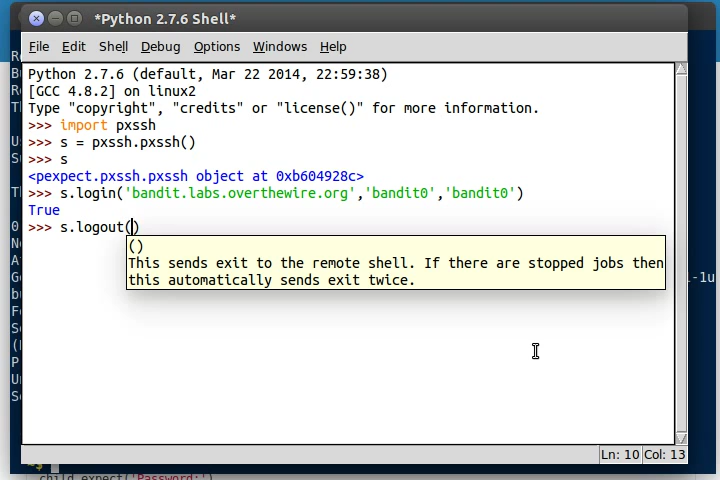 *Python 2.7.6 Shell*
File Edit Shell Debug Options Windows Help
Python 2.7.6 (default, Mar 22 2014, 22:59:38)
[GCC 4.8.2] on linux2
Type "copyright", "credits" or "license()" for more information.
>>> import pxssh
>>> s = pxssh.pxssh()
>>> s
<pexpect.pxssh.pxssh object at 0xb604928c>
>>> s.login('bandit.labs.overthewire.org','bandit0','bandit0')
True
>>> s.logout()
()
This sends exit to the remote shell. If there are stopped jobs then
this automatically sends exit twice.
Ln: 10 Col: 13
child.expect('Password:')